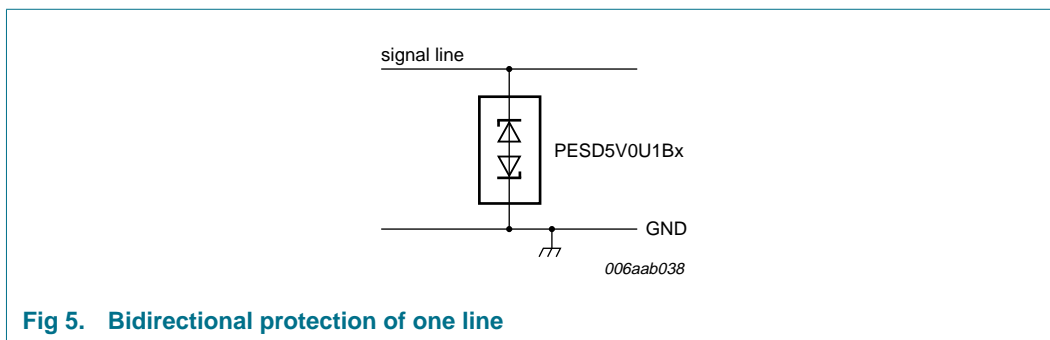 signal line
PESD5V0U1Bx
GND
006aab038
Fig 5. Bidirectional protection of one line